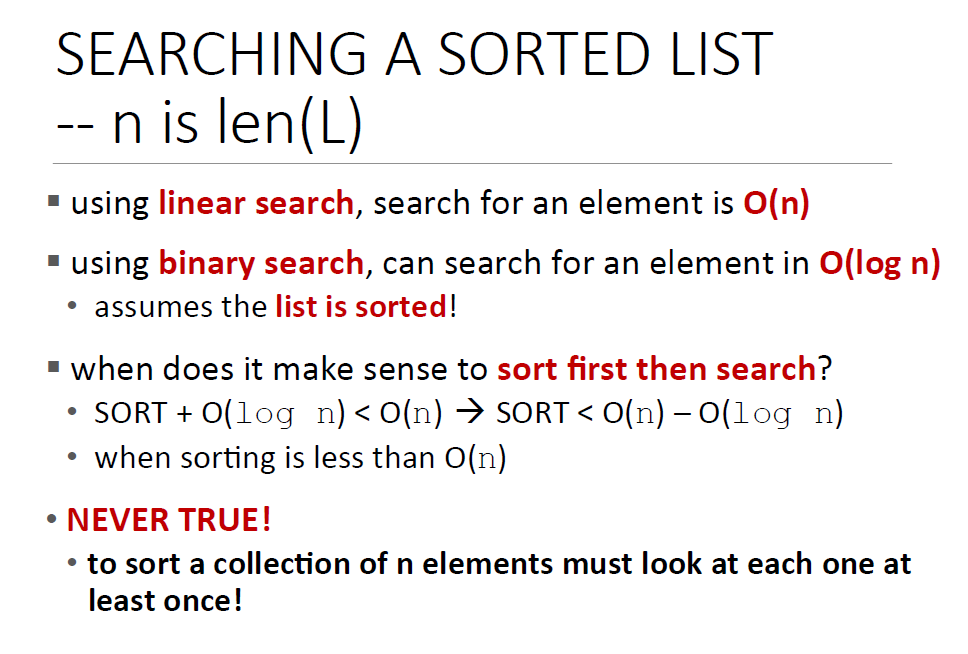 SEARCHING A SORTED LIST
-- n is len(L)
▪ using linear search, search for an element is O(n)
▪ using binary search, can search for an element in O(log n)
• assumes the list is sorted!
▪ when does it make sense to sort first then search?
• SORT + O(log n) < O(n) → SORT < O(n) – O(log n)
• when sorting is less than O(n)
• NEVER TRUE!
• to sort a collection of n elements must look at each one at
least once!